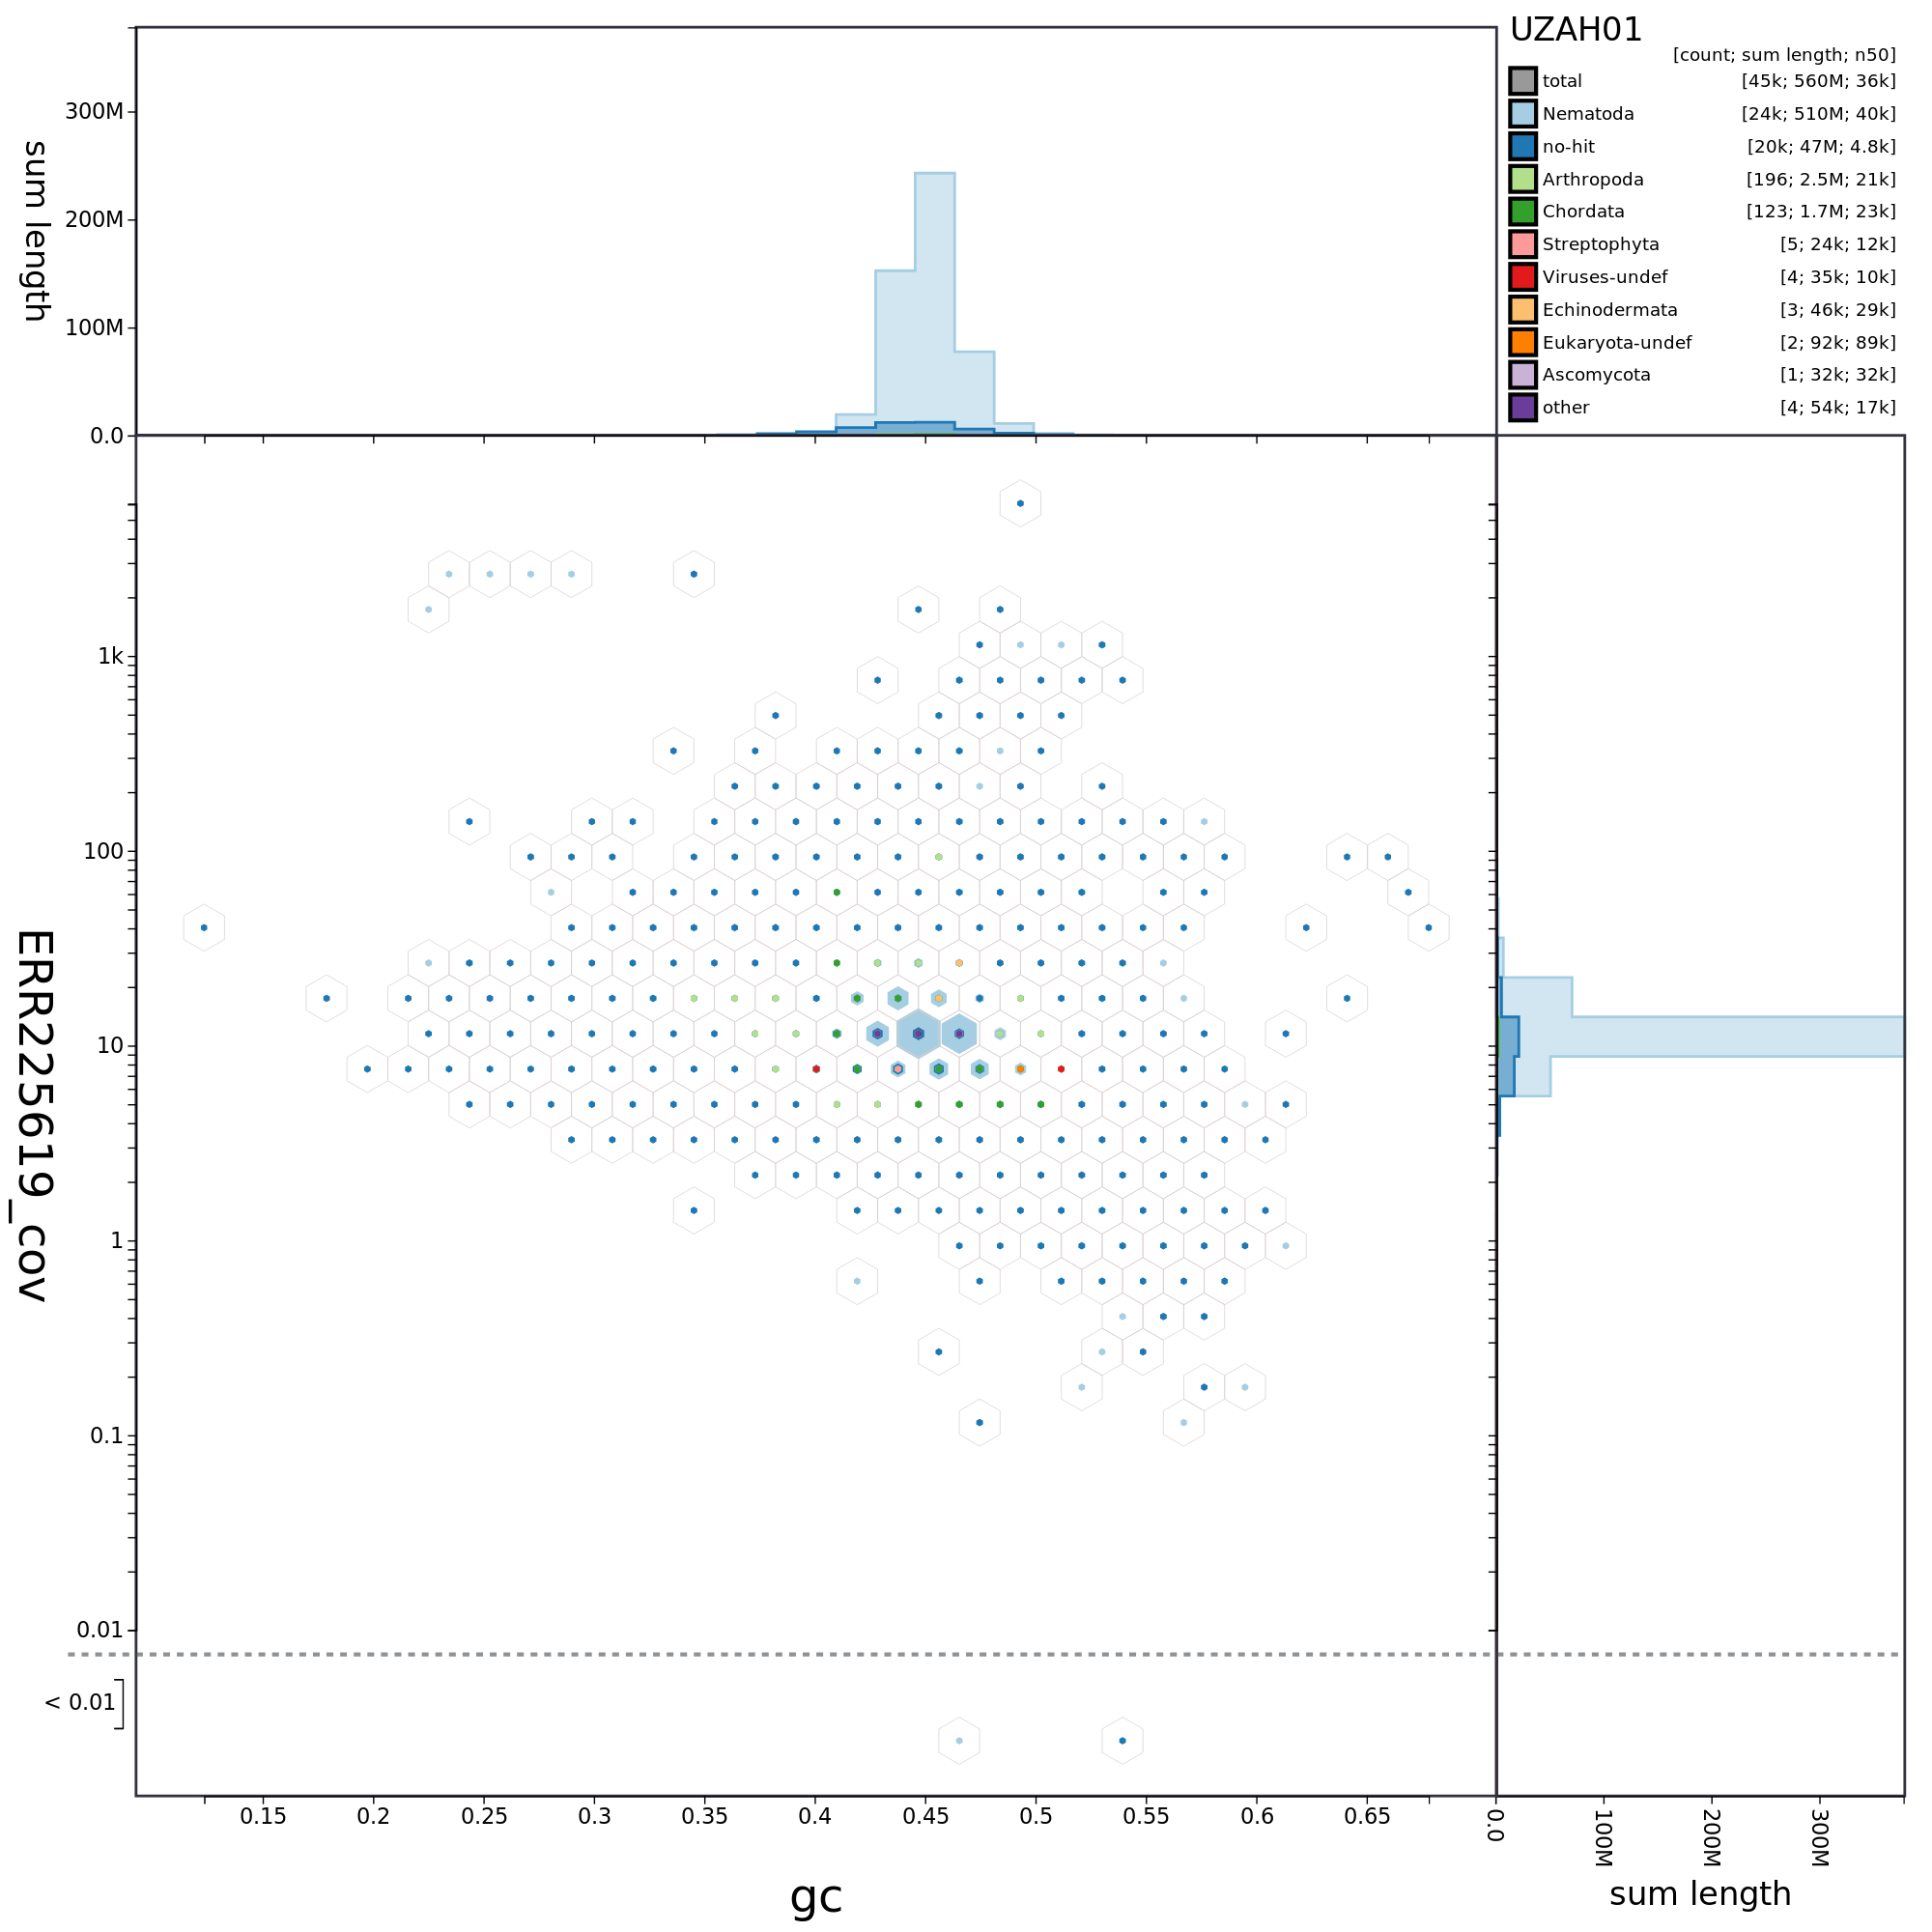 UZAH01
[count; sum length; n50]
total [45k; 560M; 36k]
Nematoda [24k; 510M; 40k]
no-hit [20k; 47M; 4.8k]
Arthropoda [196; 2.5M; 21k]
Chordata [123; 1.7M; 23k]
Streptophyta [5; 24k; 12k]
Viruses-undef [4; 35k; 10k]
Echinodermata [3; 46k; 29k]
Eukaryota-undef [2; 92k; 89k]
Ascomycota [1; 32k; 32k]
other [4; 54k; 17k]
sum length
300M
200M
100M
0.0
ERR225619_cov
1k
100
10
1
0.1
0.01
< 0.01
0.15 0.2 0.25 0.3 0.35 0.4 0.45 0.5 0.55 0.6 0.65
gc
0.0 100M 200M 300M
sum length